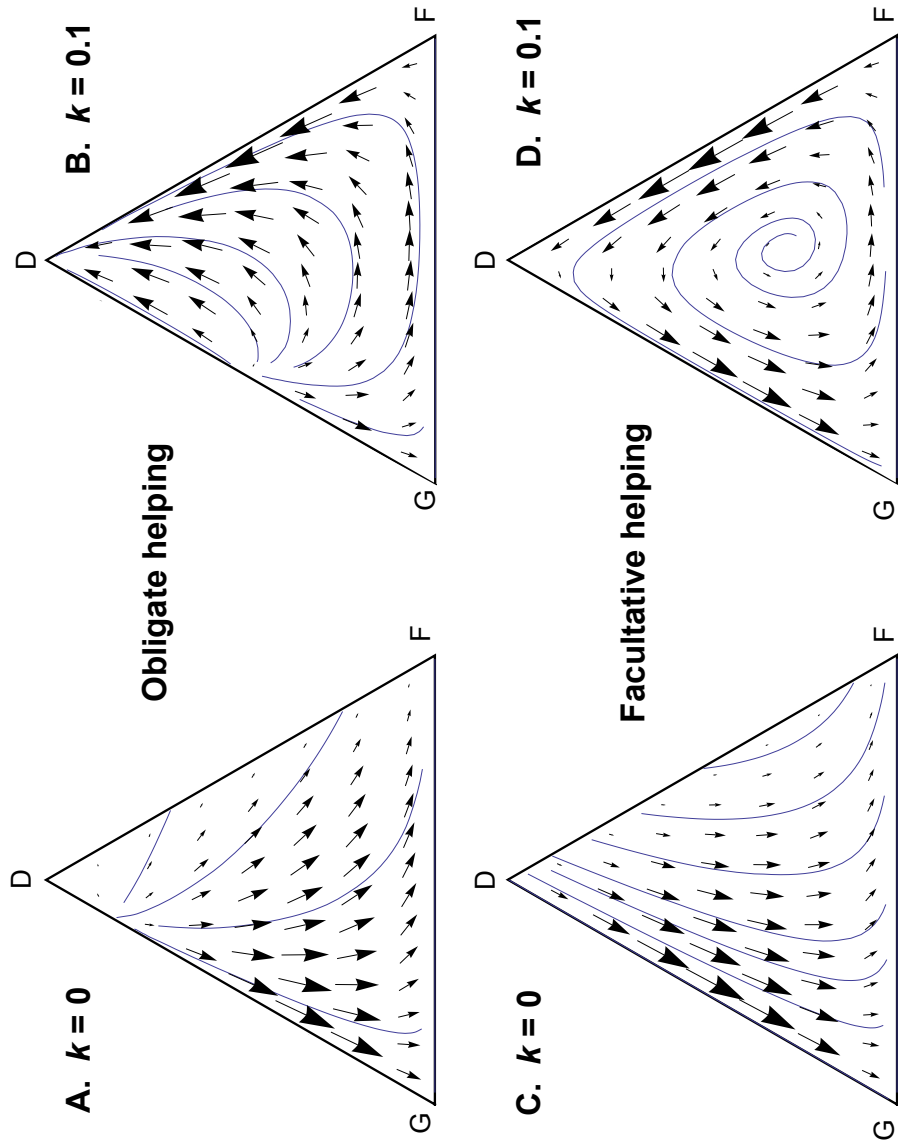 Obligate helping
A. k = 0
D
G
F
B. k = 0.1
D
G
F
Facultative helping
C. k = 0
D
G
F
D. k = 0.1
D
G
F